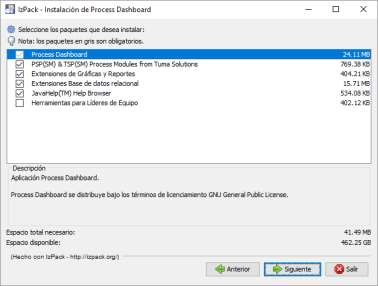 IzPack - Instalación de Process Dashboard
Seleccione los paquetes que desea instalar:
Nota: los paquetes en gris son obligatorios.
Process Dashboard 24.11 MB
PSP(SM) & TSP(SM) Process Modules from Tuma Solutions 769.38 KB
Extensiones de Gráficas y Reportes 404.21 KB
Extensiones Base de datos relacional 15.71 MB
JavaHelp(TM) Help Browser 534.08 KB
Herramientas para Líderes de Equipo 402.12 KB
Descripción
Aplicación Process Dashboard.
Process Dashboard se distribuye bajo los términos de licenciamiento GNU General Public License.
Espacio total necesario: 41.49 MB
Espacio disponible: 462.25 GB
(Hecho con IzPack - http://izpack.org/)
Anterior Siguiente Salir